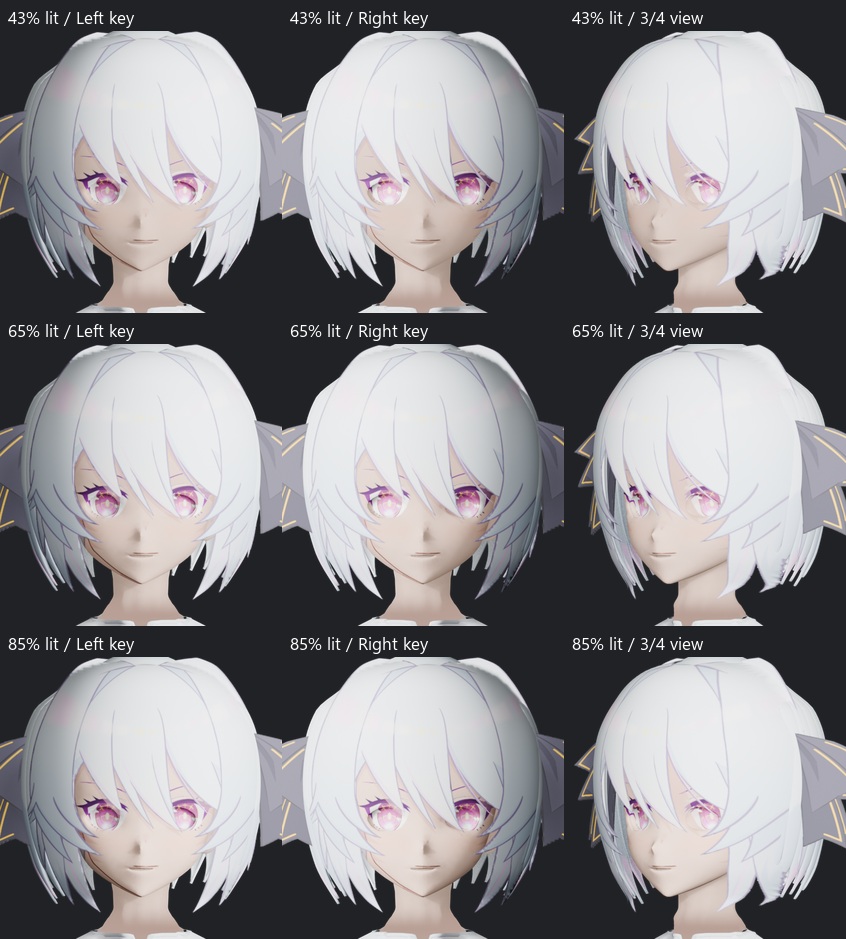 43% lit / Left key
43% lit / Right key
43% lit / 3/4 view
65% lit / Left key
65% lit / Right key
65% lit / 3/4 view
85% lit / Left key
85% lit / Right key
85% lit / 3/4 view